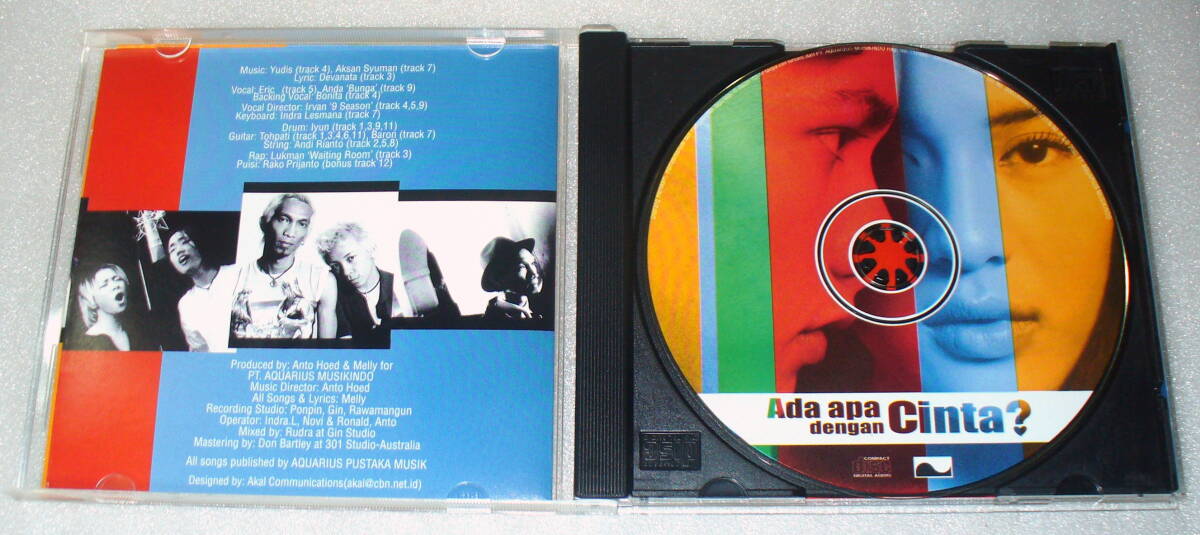 Music: Yudis (track 4), Aksan Syuman (track 7)
Lyric: Devanata (track 3)
Vocal: Eric (track 5), Anda 'Bunga' (track 9)
Backing Vocal: Bonita (track 4)
Vocal Director: Irvan '9 Season' (track 4,5,9)
Keyboard: Indra Lesmana (track 7)
Drum: Iyun (track 1,3,9,11)
Guitar: Tohpati (track 1,3,4,6,11), Baron (track 7)
String: Andi Rianto (track 2,5,8)
Rap: Lukman 'Waiting Room' (track 3)
Puisi: Rako Prijanto (bonus track 12)
Produced by: Anto Hoed & Melly for
PT. AQUARIUS MUSIKINDO
Music Director: Anto Hoed
All Songs & Lyrics: Melly
Recording Studio: Ponpin, Gin, Rawamangun
Operator: Indra.L, Novi & Ronald, Anto
Mixed by: Rudra at Gin Studio
Mastering by: Don Bartley at 301 Studio-Australia
All songs published by AQUARIUS PUSTAKA MUSIK
Designed by: Akal Communications(akal@cbn.net.id)
PT. AQUARIUS MUSIKINDO
Ada apa
dengan Cinta?
COMPACT
disc
DIGITAL AUDIO